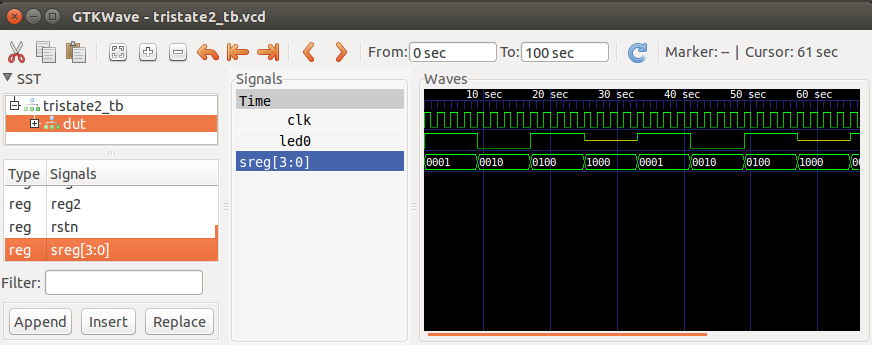 GTKWave - tristate2_tb.vcd
From: 0 sec To: 100 sec Marker: -- | Cursor: 61 sec
SST
tristate2_tb
dut
Type Signals
reg reg2
reg rstn
reg sreg[3:0]
Filter:
Append Insert Replace
Signals
Time
clk
led0
sreg[3:0]
Waves
10 sec 20 sec 30 sec 40 sec 50 sec 60 sec
0001 0010 0100 1000 0001 0010 0100 1000